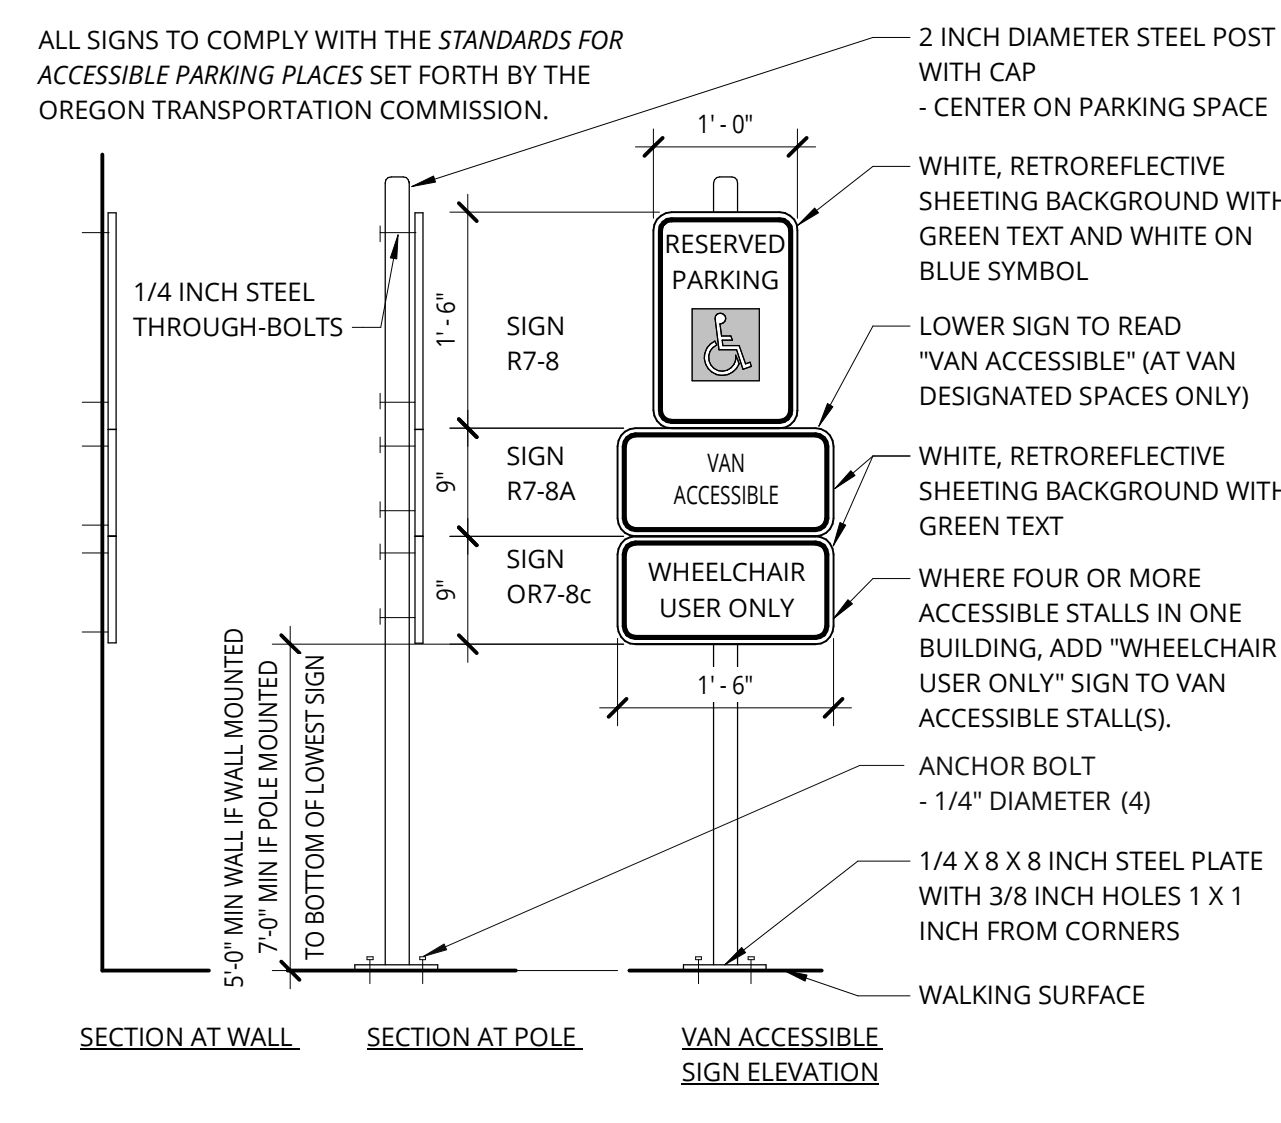 ALL SIGNS TO COMPLY WITH THE STANDARDS FOR
ACCESSIBLE PARKING PLACES SET FORTH BY THE
OREGON TRANSPORTATION COMMISSION.
2 INCH DIAMETER STEEL POST
WITH CAP
- CENTER ON PARKING SPACE
1' - 0"
WHITE, RETROREFLECTIVE
SHEETING BACKGROUND WITH
GREEN TEXT AND WHITE ON
BLUE SYMBOL
RESERVED
PARKING
1/4 INCH STEEL
THROUGH-BOLTS
1' - 6"
SIGN
R7-8
LOWER SIGN TO READ
"VAN ACCESSIBLE" (AT VAN
DESIGNATED SPACES ONLY)
9"
SIGN
R7-8A
VAN
ACCESSIBLE
WHITE, RETROREFLECTIVE
SHEETING BACKGROUND WITH
GREEN TEXT
9"
SIGN
OR7-8c
WHEELCHAIR
USER ONLY
WHERE FOUR OR MORE
ACCESSIBLE STALLS IN ONE
BUILDING, ADD "WHEELCHAIR
USER ONLY" SIGN TO VAN
ACCESSIBLE STALL(S).
1' - 6"
5'-0" MIN WALL IF WALL MOUNTED
7'-0" MIN IF POLE MOUNTED
TO BOTTOM OF LOWEST SIGN
ANCHOR BOLT
- 1/4" DIAMETER (4)
1/4 X 8 X 8 INCH STEEL PLATE
WITH 3/8 INCH HOLES 1 X 1
INCH FROM CORNERS
WALKING SURFACE
SECTION AT WALL
SECTION AT POLE
VAN ACCESSIBLE
SIGN ELEVATION